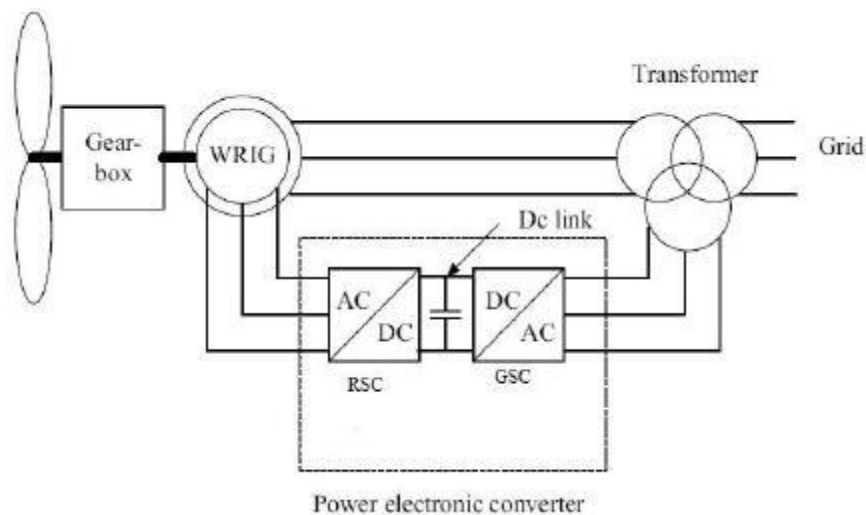 Transformer
Gear-
box
WRIG
Grid
Dc link
AC
DC
DC
AC
RSC
GSC
Power electronic converter